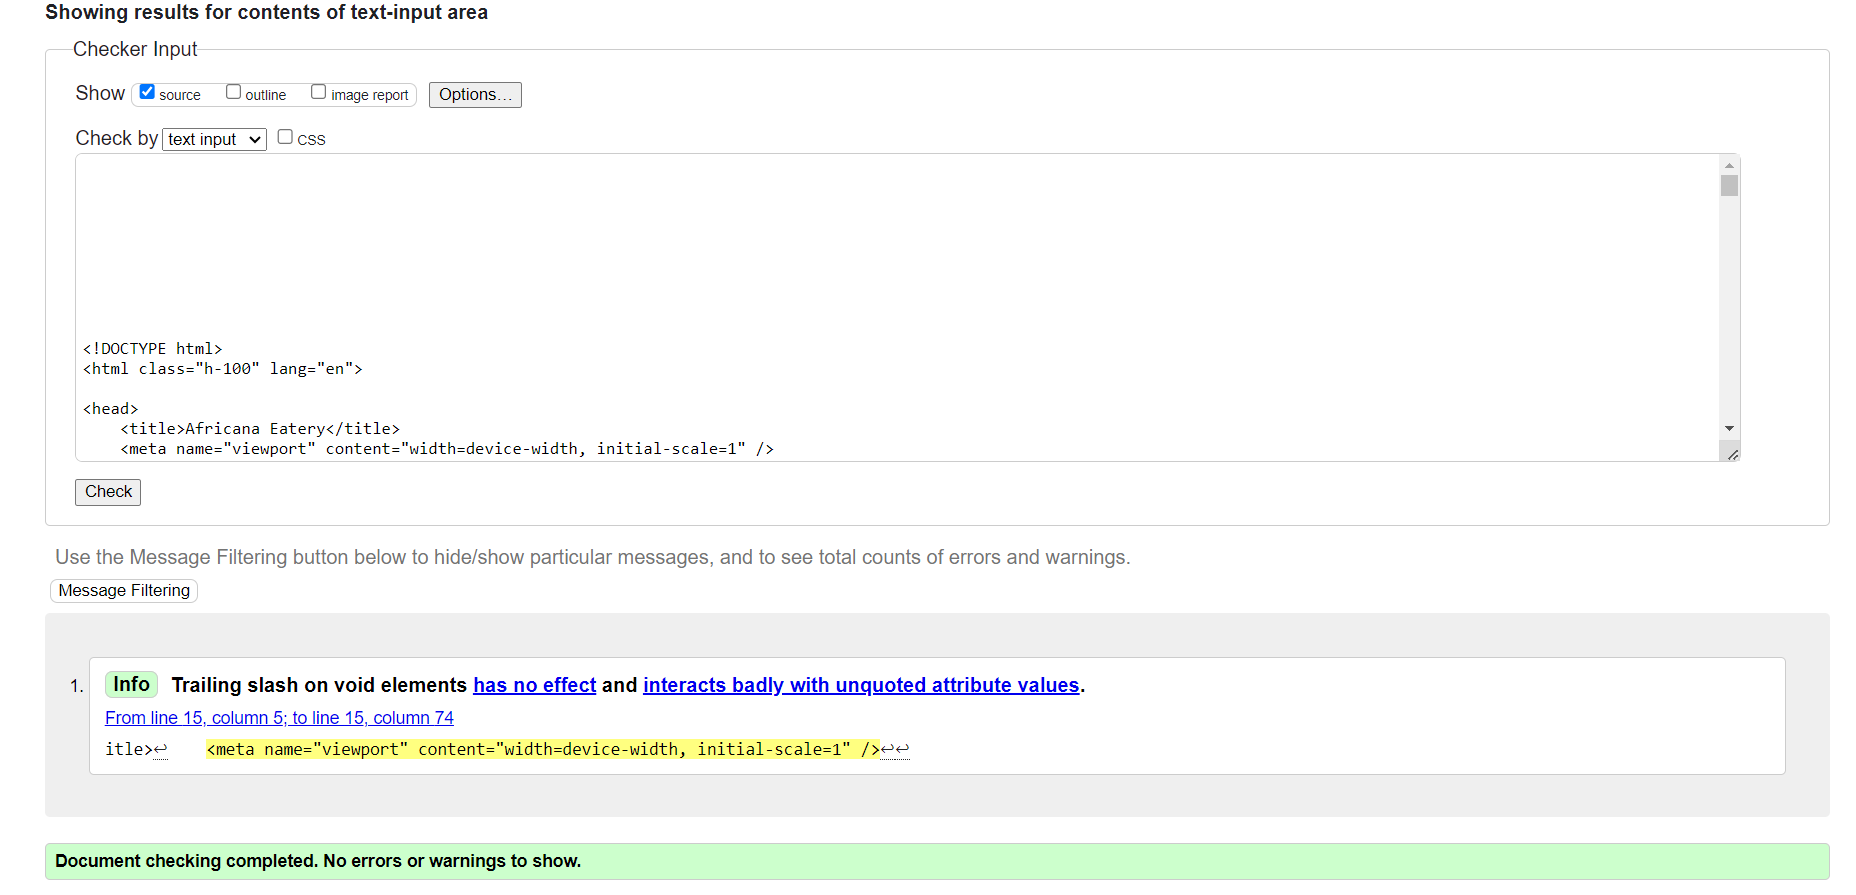 Showing results for contents of text-input area
Checker Input
Show source outline image report Options...
Check by text input CSS
<!DOCTYPE html>
<html class="h-100" lang="en">
<head>
<title>Africana Eatery</title>
<meta name="viewport" content="width=device-width, initial-scale=1" />
Check
Use the Message Filtering button below to hide/show particular messages, and to see total counts of errors and warnings.
Message Filtering
1. Info Trailing slash on void elements has no effect and interacts badly with unquoted attribute values.
From line 15, column 5; to line 15, column 74
itle>↩ <meta name="viewport" content="width=device-width, initial-scale=1" />↩↩
Document checking completed. No errors or warnings to show.